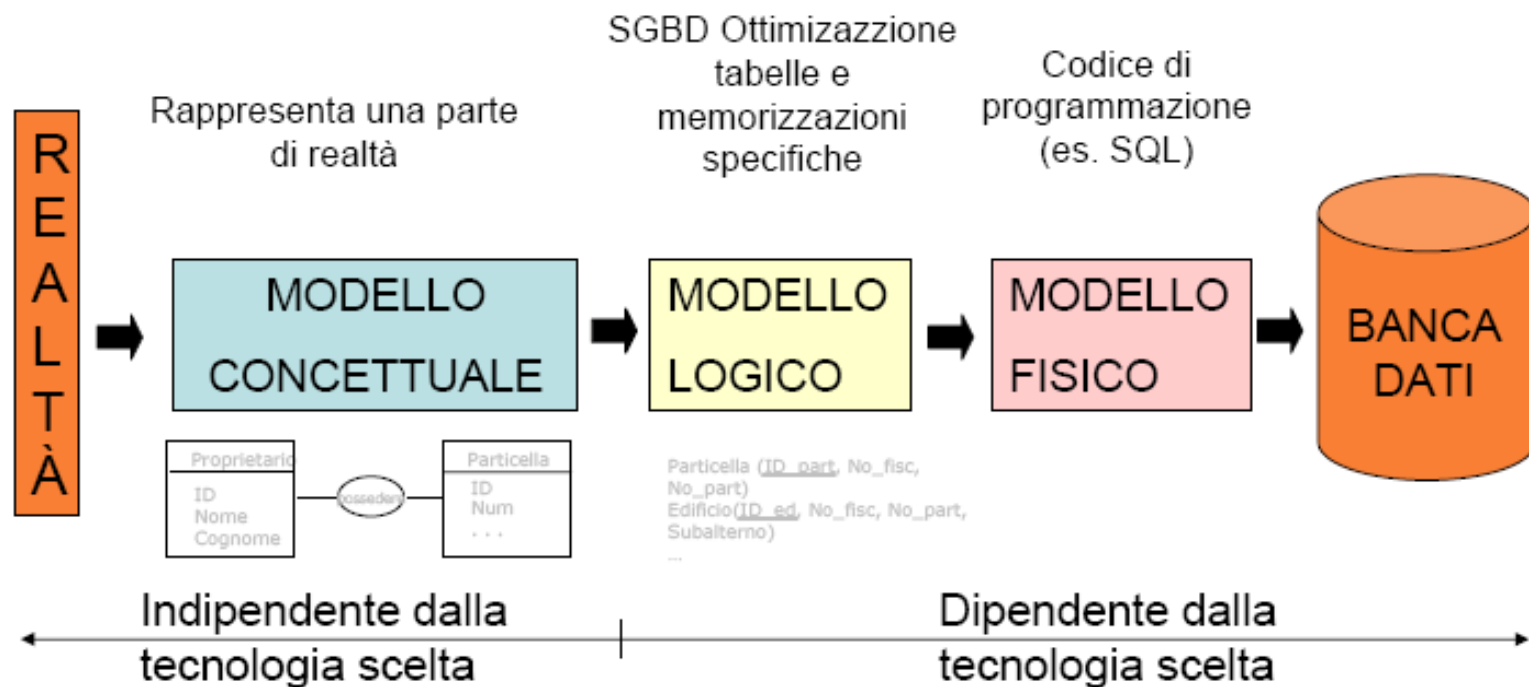 REALTÀ
Rappresenta una parte
di realtà
SGBD Ottimizazzione
tabelle e
memorizzazioni
specifiche
Codice di
programmazione
(es. SQL)
MODELLO
CONCETTUALE
MODELLO
LOGICO
MODELLO
FISICO
BANCA
DATI
Proprietario
ID
Nome
Cognome
possedere
Particella
ID
Num
. . .
Particella (ID_part, No_fisc,
No_part)
Edificio(ID_ed, No_fisc, No_part,
Subalterno)
...
Indipendente dalla
tecnologia scelta
Dipendente dalla
tecnologia scelta